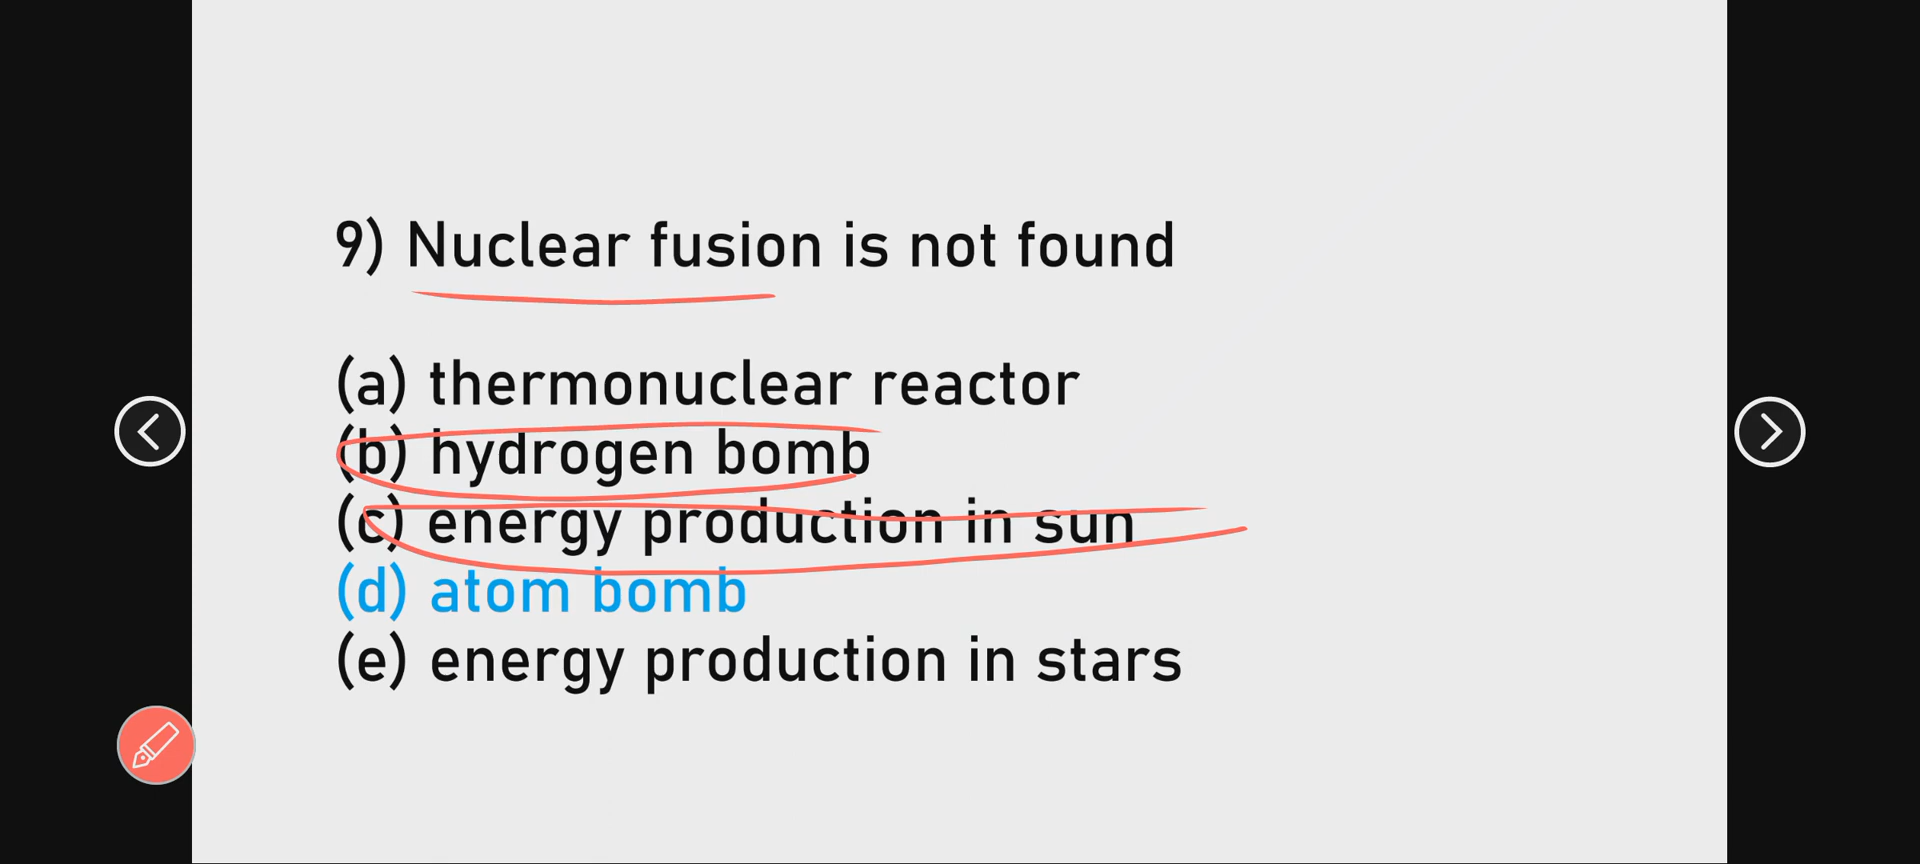 9) Nuclear fusion is not found
(a) thermonuclear reactor
(b) hydrogen bomb
(c) energy production in sun
(d) atom bomb
(e) energy production in stars